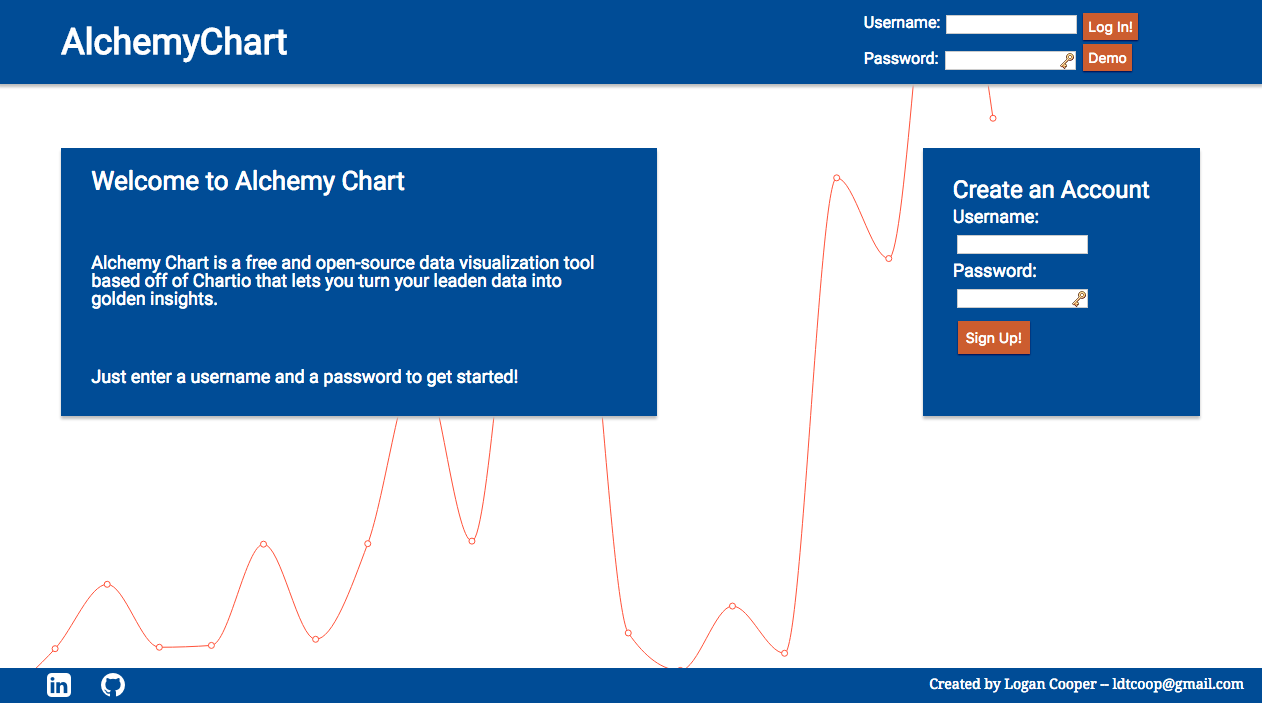 AlchemyChart
Username:
Log In!
Password:
Demo
Welcome to Alchemy Chart
Alchemy Chart is a free and open-source data visualization tool
based off of Chartio that lets you turn your leaden data into
golden insights.
Just enter a username and a password to get started!
Create an Account
Username:
Password:
Sign Up!
in
Created by Logan Cooper – ldtcoop@gmail.com